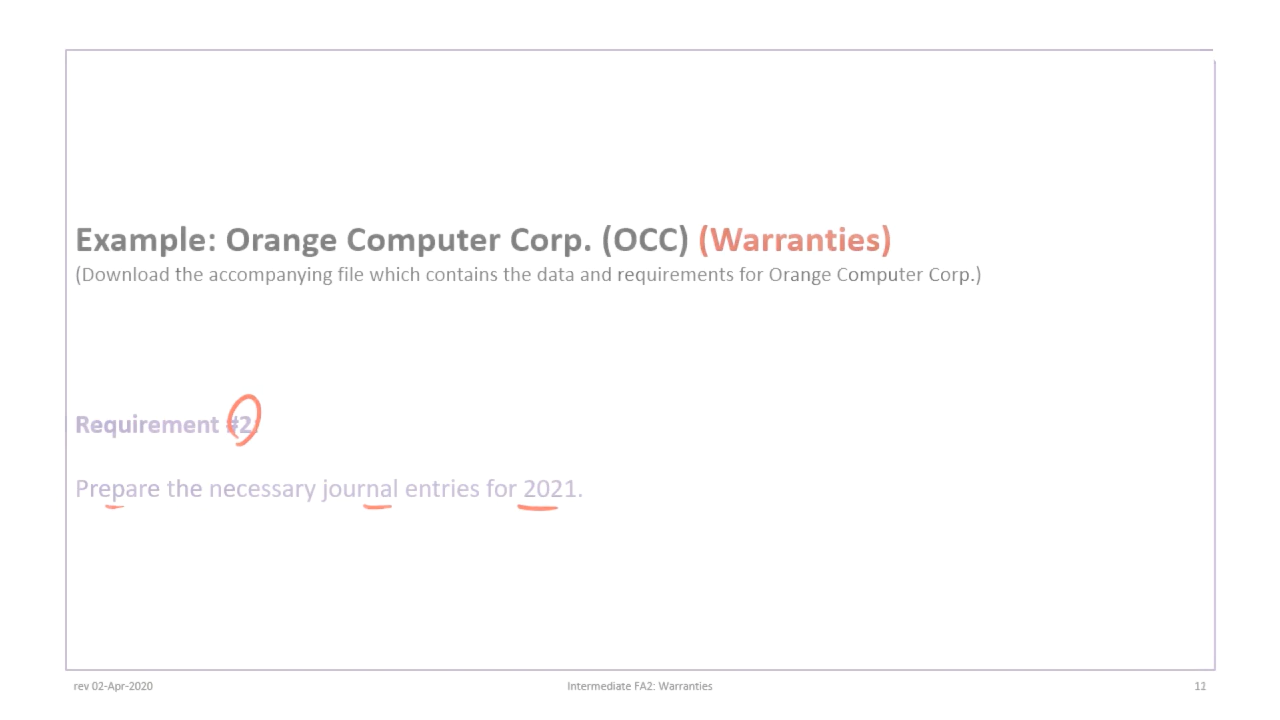 Example: Orange Computer Corp. (OCC) (Warranties)
(Download the accompanying file which contains the data and requirements for Orange Computer Corp.)
Requirement #2:
Prepare the necessary journal entries for 2021.
rev 02-Apr-2020
Intermediate FA2: Warranties